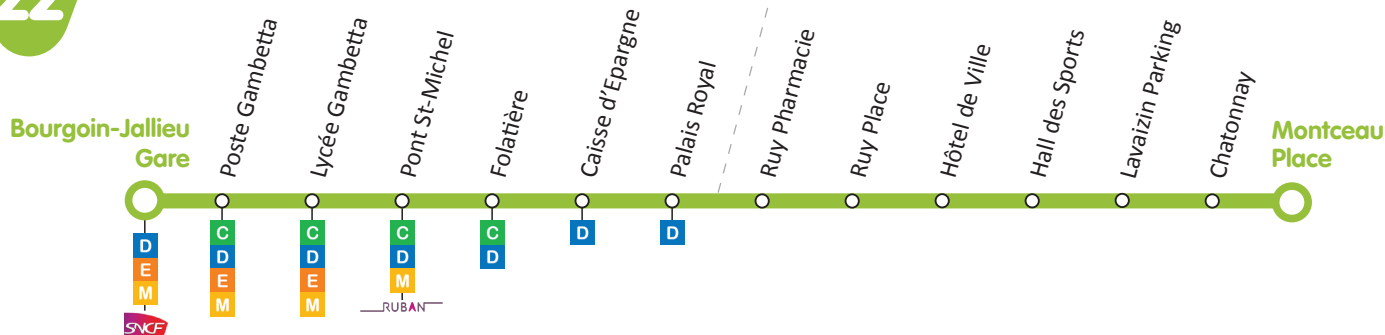 22
Bourgoin-Jallieu
Gare
Poste Gambetta
Lycée Gambetta
Pont St-Michel
Folatière
Caisse d'Epargne
Palais Royal
Ruy Pharmacie
Ruy Place
Hôtel de Ville
Hall des Sports
Lavaizin Parking
Chatonnay
Montceau
Place
D
E
M
SNCF
C
D
E
M
C
D
E
M
C
D
M
RUBAN
C
D
D
D